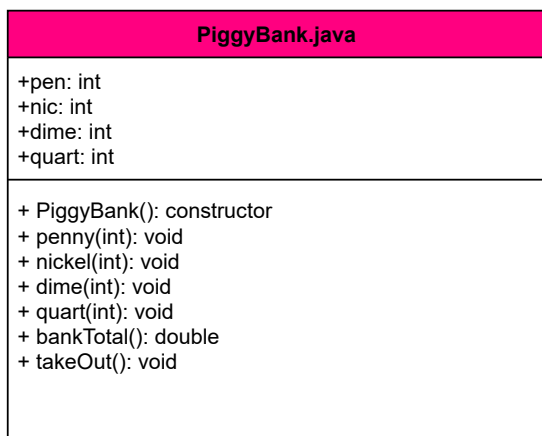 PiggyBank.java
+pen: int
+nic: int
+dime: int
+quart: int
+ PiggyBank(): constructor
+ penny(int): void
+ nickel(int): void
+ dime(int): void
+ quart(int): void
+ bankTotal(): double
+ takeOut(): void